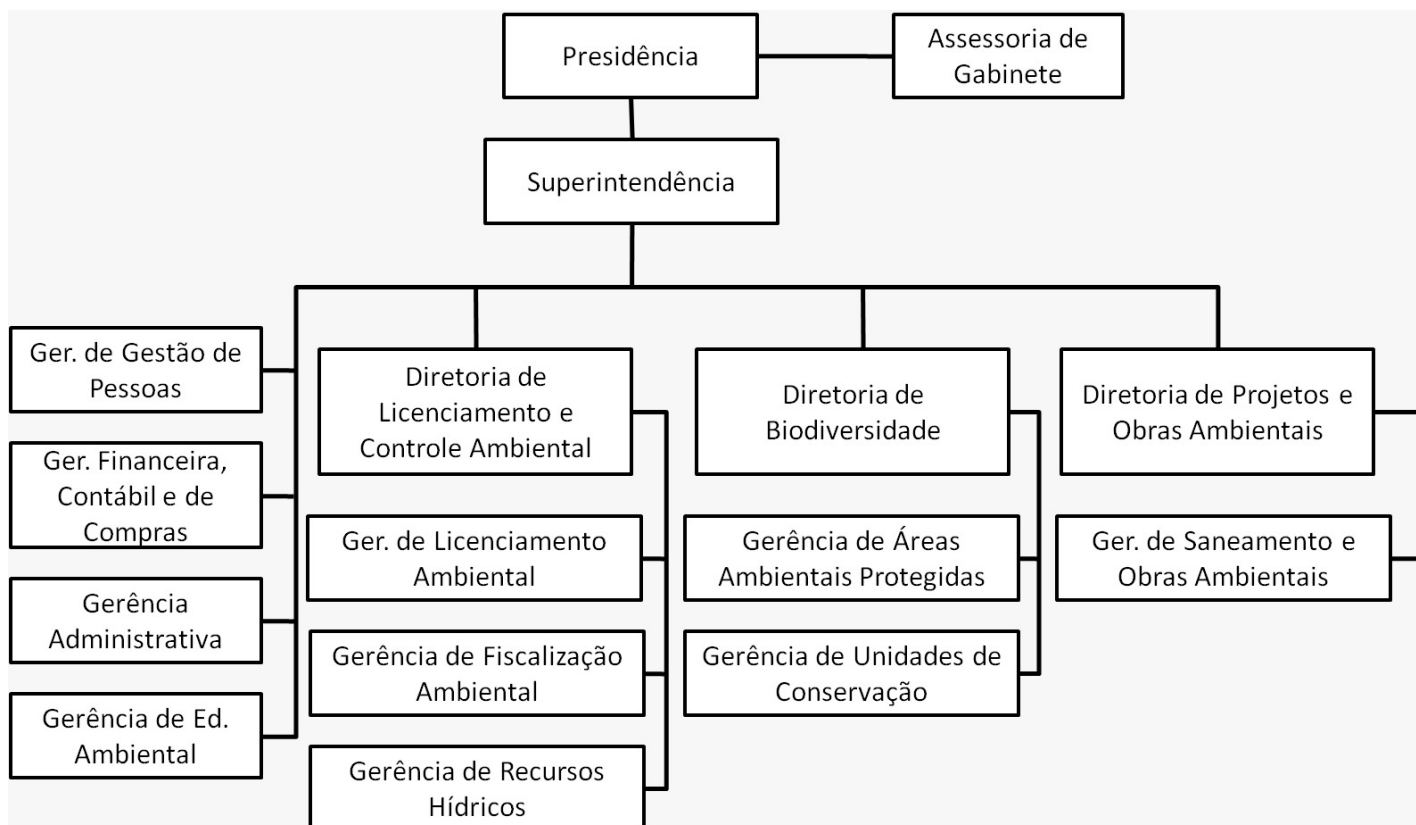 Presidência
Assessoria de
Gabinete
Superintendência
Ger. de Gestão de
Pessoas
Ger. Financeira,
Contábil e de
Compras
Gerência
Administrativa
Gerência de Ed.
Ambiental
Diretoria de
Licenciamento e
Controle Ambiental
Ger. de Licenciamento
Ambiental
Gerência de Fiscalização
Ambiental
Gerência de Recursos
Hídricos
Diretoria de
Biodiversidade
Gerência de Áreas
Ambientais Protegidas
Gerência de Unidades de
Conservação
Diretoria de Projetos e
Obras Ambientais
Ger. de Saneamento e
Obras Ambientais